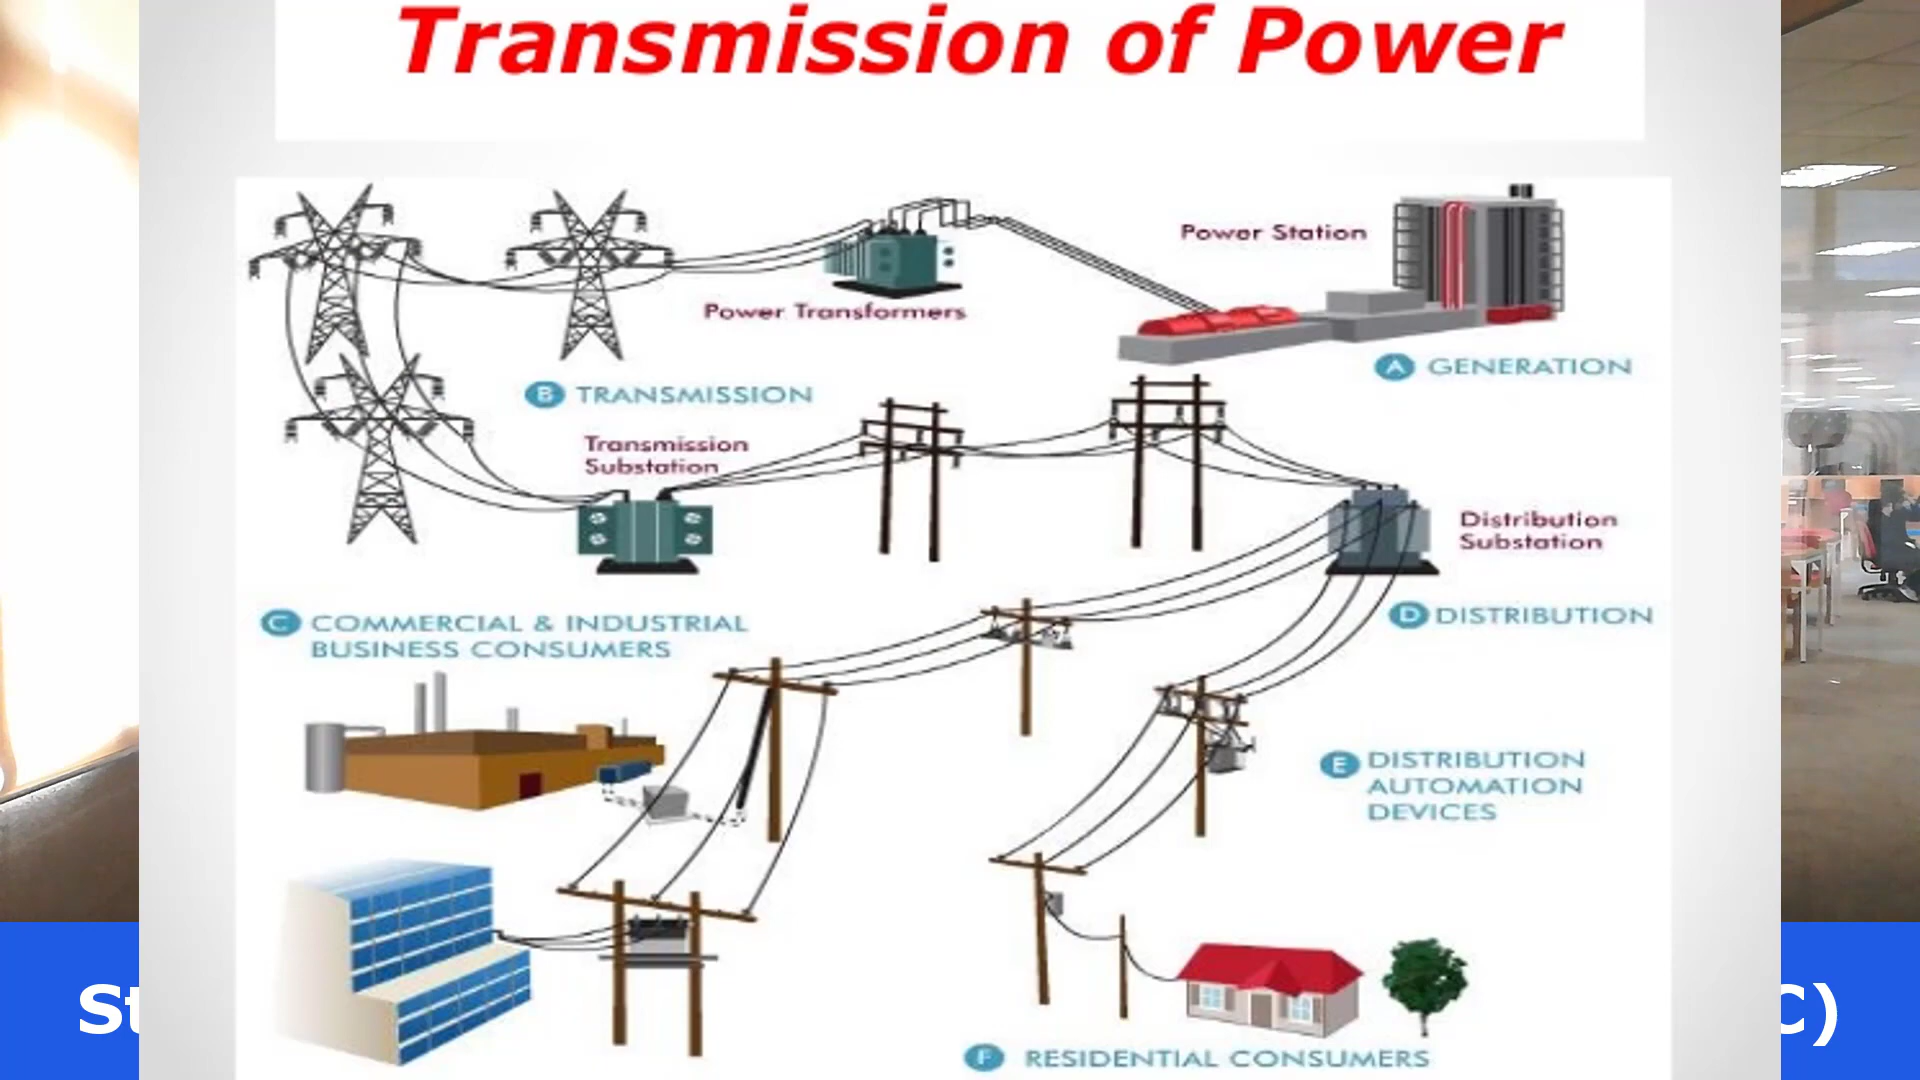 Transmission of Power
Power Station
Power Transformers
A GENERATION
B TRANSMISSION
Transmission
Substation
Distribution
Substation
C COMMERCIAL & INDUSTRIAL
BUSINESS CONSUMERS
D DISTRIBUTION
E DISTRIBUTION
AUTOMATION
DEVICES
F RESIDENTIAL CONSUMERS